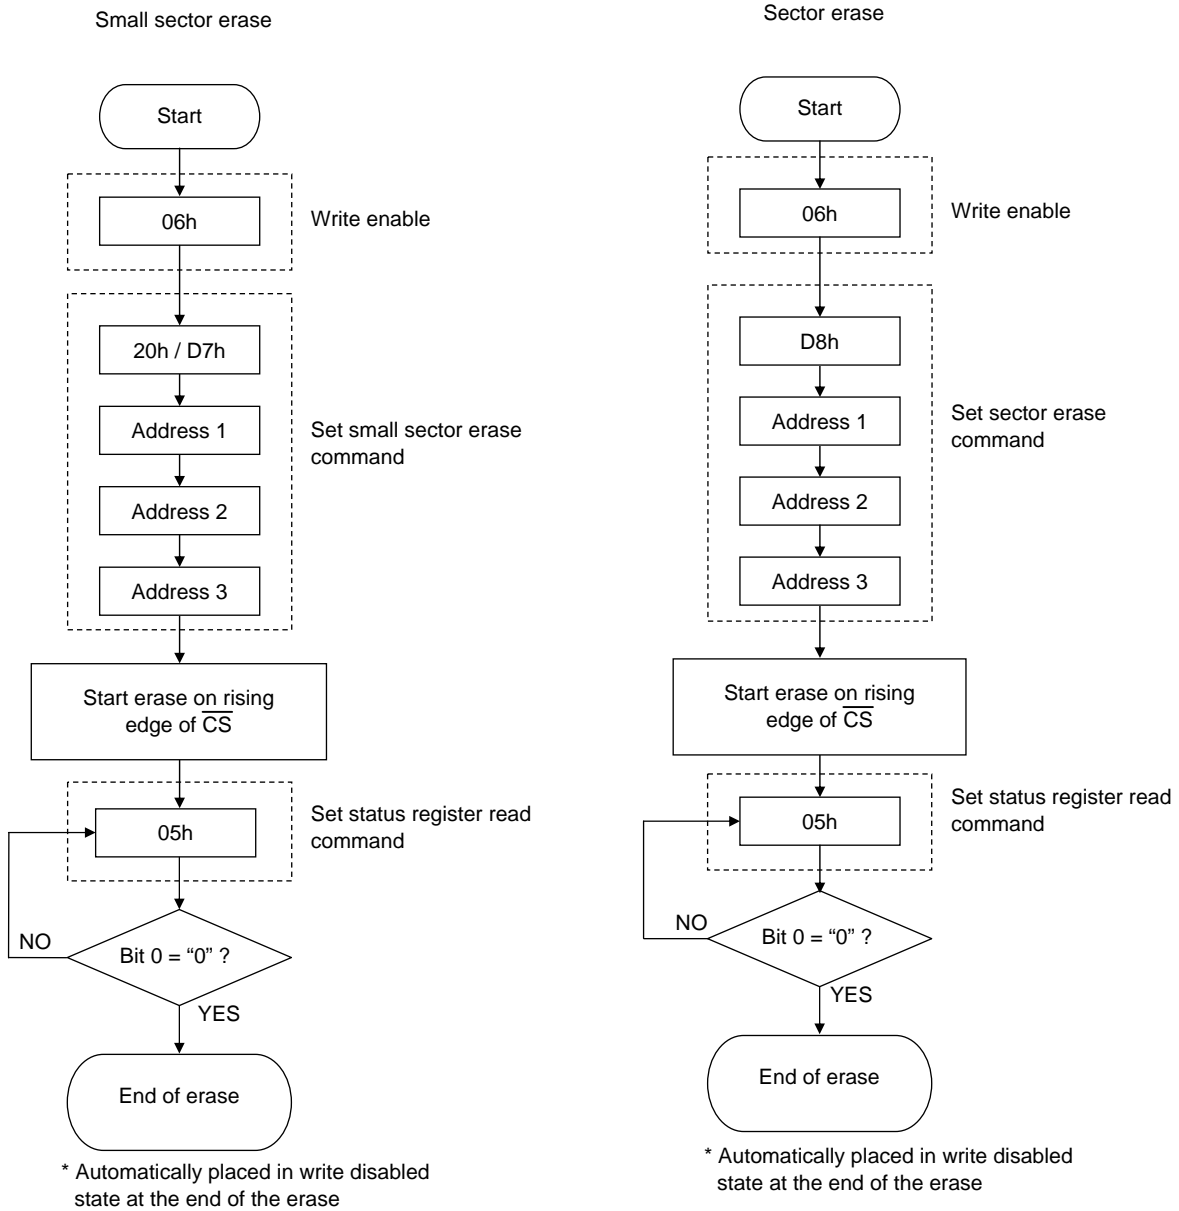 Small sector erase
Start
06h
Write enable
20h / D7h
Address 1
Set small sector erase
command
Address 2
Address 3
Start erase on rising
edge of C̅S̅
Set status register read
command
05h
NO
Bit 0 = “0” ?
YES
End of erase
* Automatically placed in write disabled
state at the end of the erase
Sector erase
Start
06h
Write enable
D8h
Address 1
Set sector erase
command
Address 2
Address 3
Start erase on rising
edge of C̅S̅
Set status register read
command
05h
NO
Bit 0 = “0” ?
YES
End of erase
* Automatically placed in write disabled
state at the end of the erase